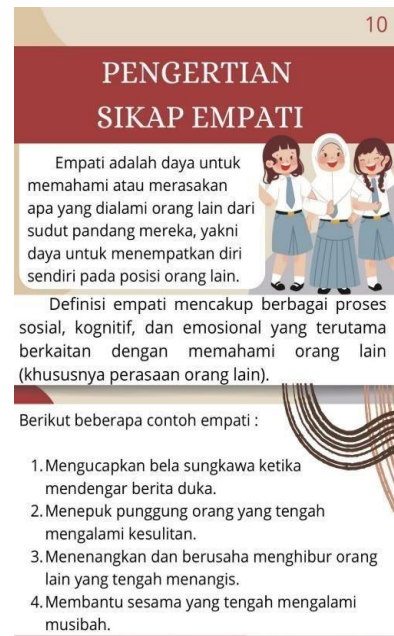 10
PENGERTIAN
SIKAP EMPATI
Empati adalah daya untuk
memahami atau merasakan
apa yang dialami orang lain dari
sudut pandang mereka, yakni
daya untuk menempatkan diri
sendiri pada posisi orang lain.
Definisi empati mencakup berbagai proses
sosial, kognitif, dan emosional yang terutama
berkaitan dengan memahami orang lain
(khususnya perasaan orang lain).
Berikut beberapa contoh empati :
1. Mengucapkan bela sungkawa ketika
mendengar berita duka.
2. Menepuk punggung orang yang tengah
mengalami kesulitan.
3. Menenangkan dan berusaha menghibur orang
lain yang tengah menangis.
4. Membantu sesama yang tengah mengalami
musibah.